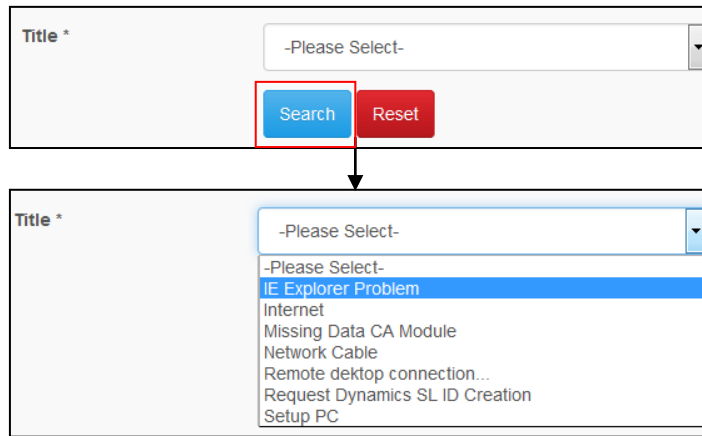 Title *
-Please Select-
Search Reset
Title *
-Please Select-
-Please Select-
IE Explorer Problem
Internet
Missing Data CA Module
Network Cable
Remote dektop connection...
Request Dynamics SL ID Creation
Setup PC